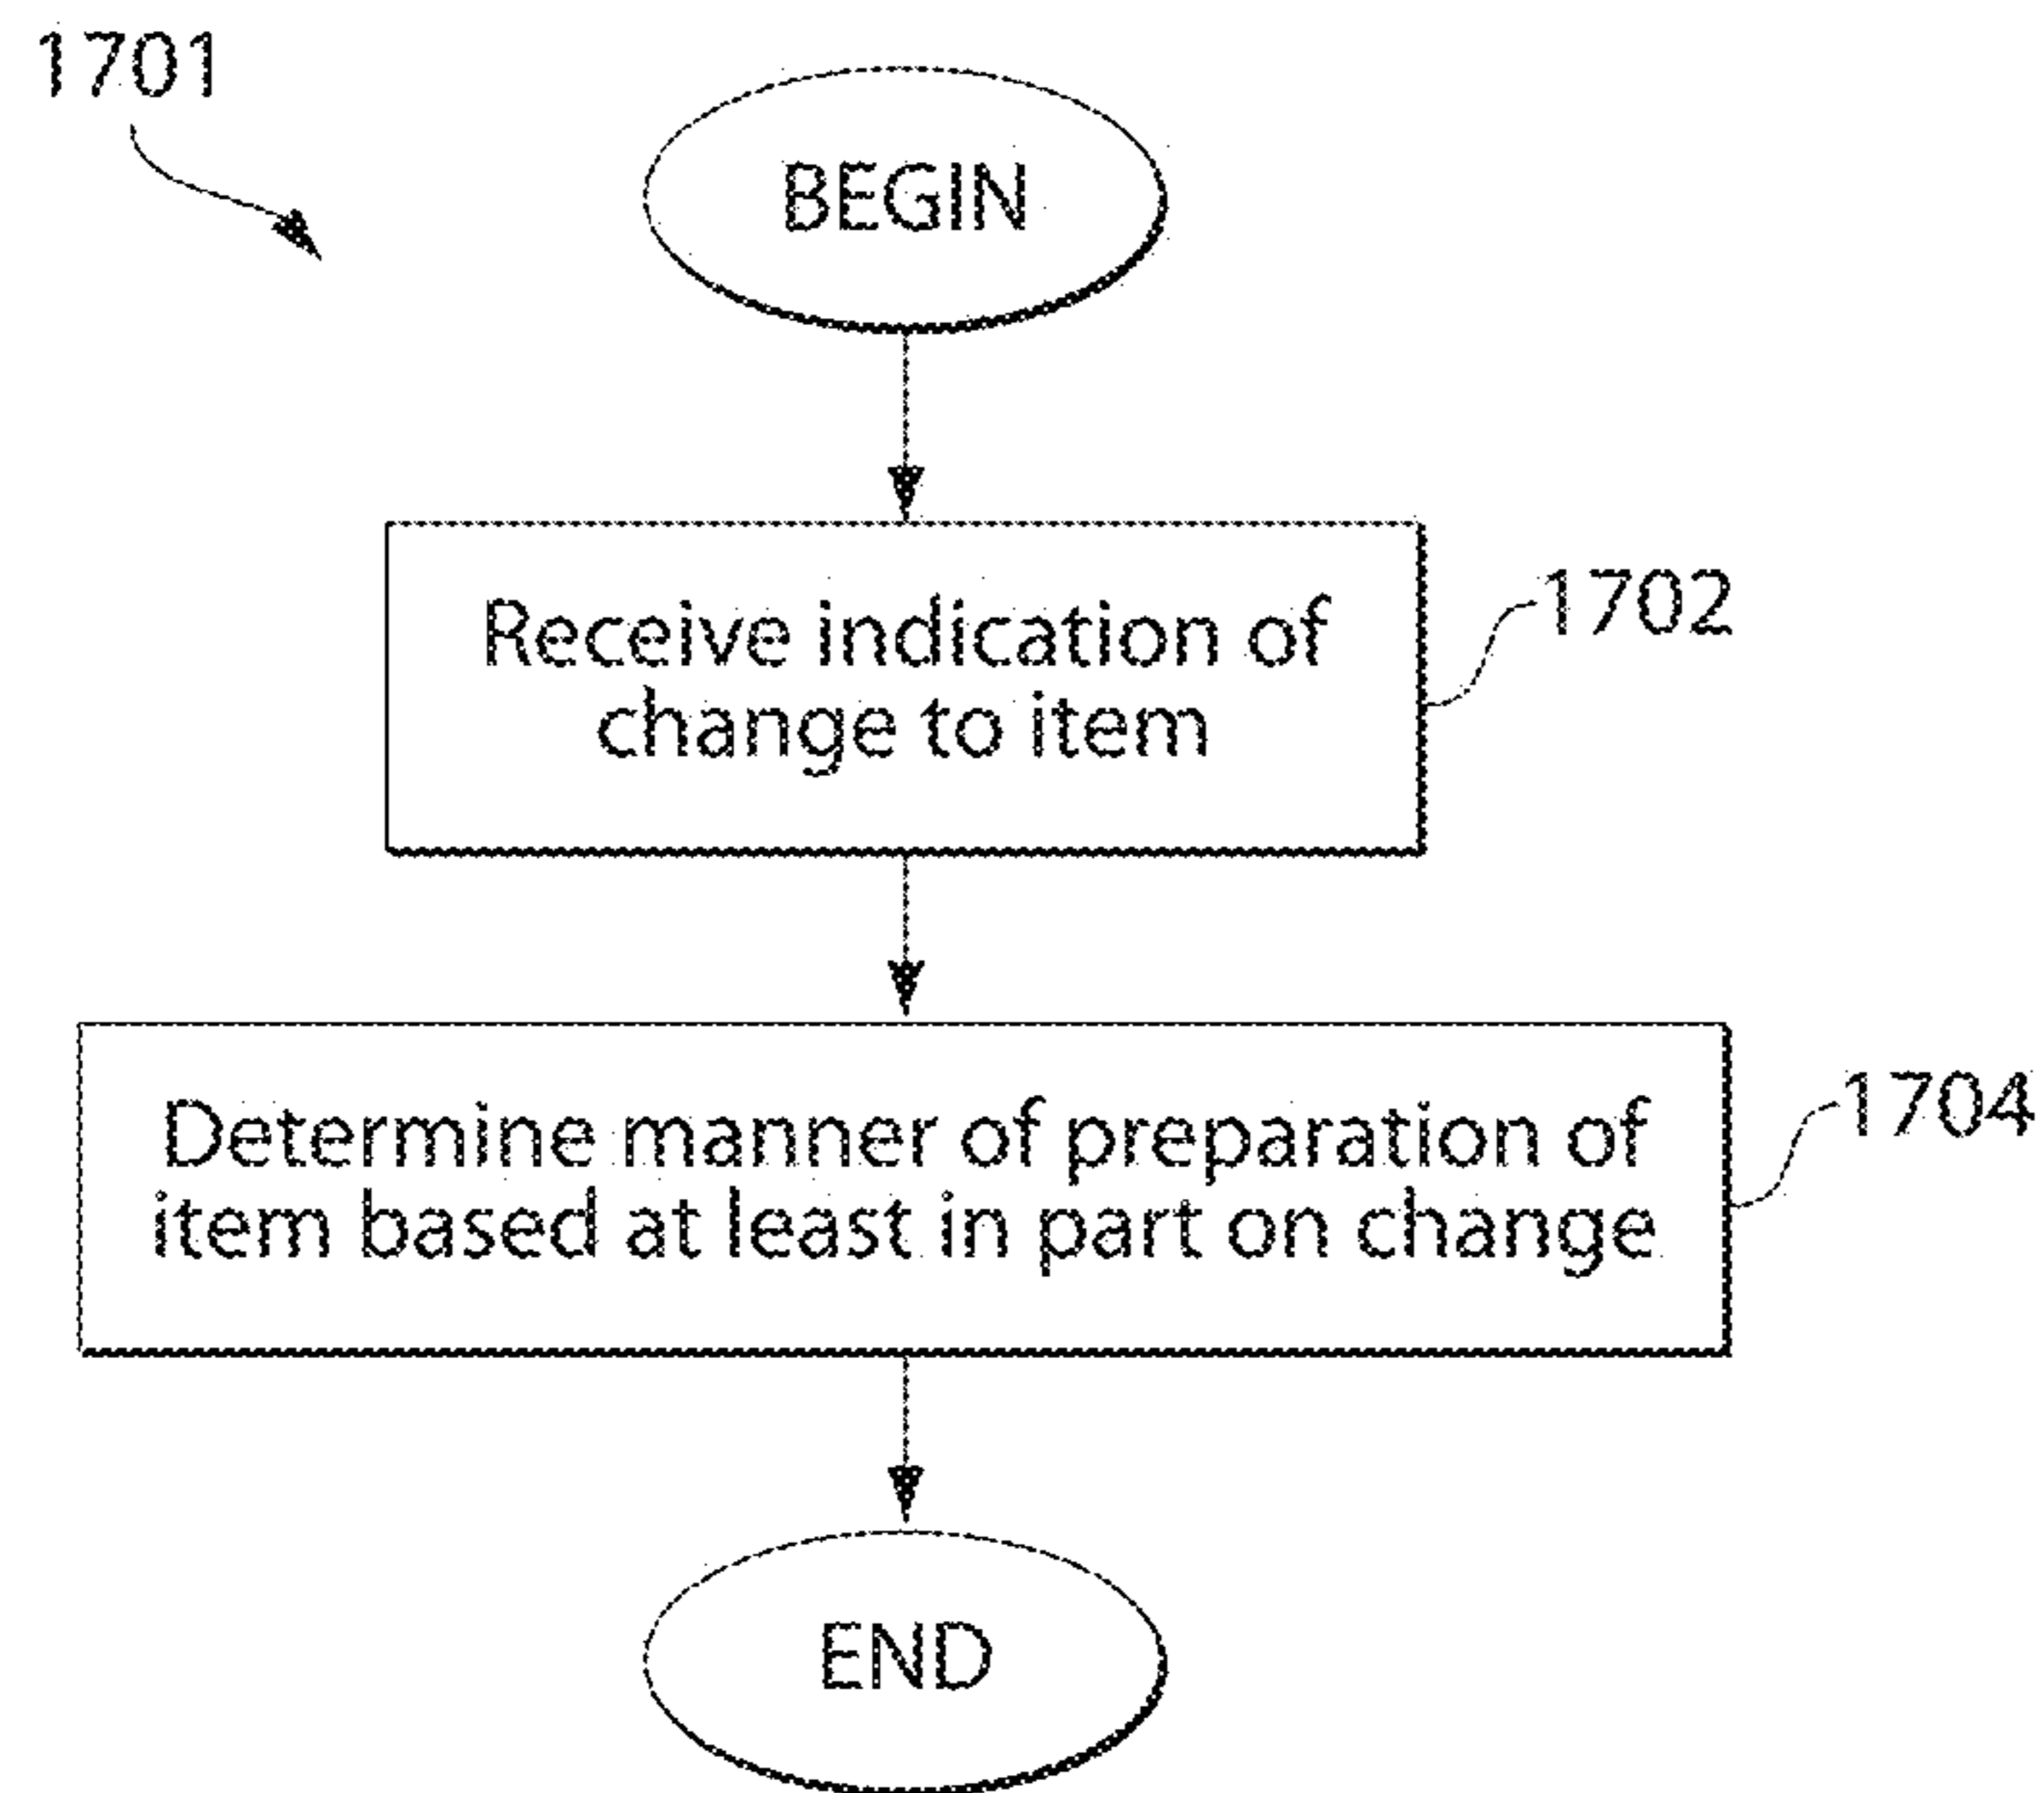 1701
BEGIN
Receive indication of
change to item
1702
Determine manner of preparation of
item based at least in part on change
1704
END